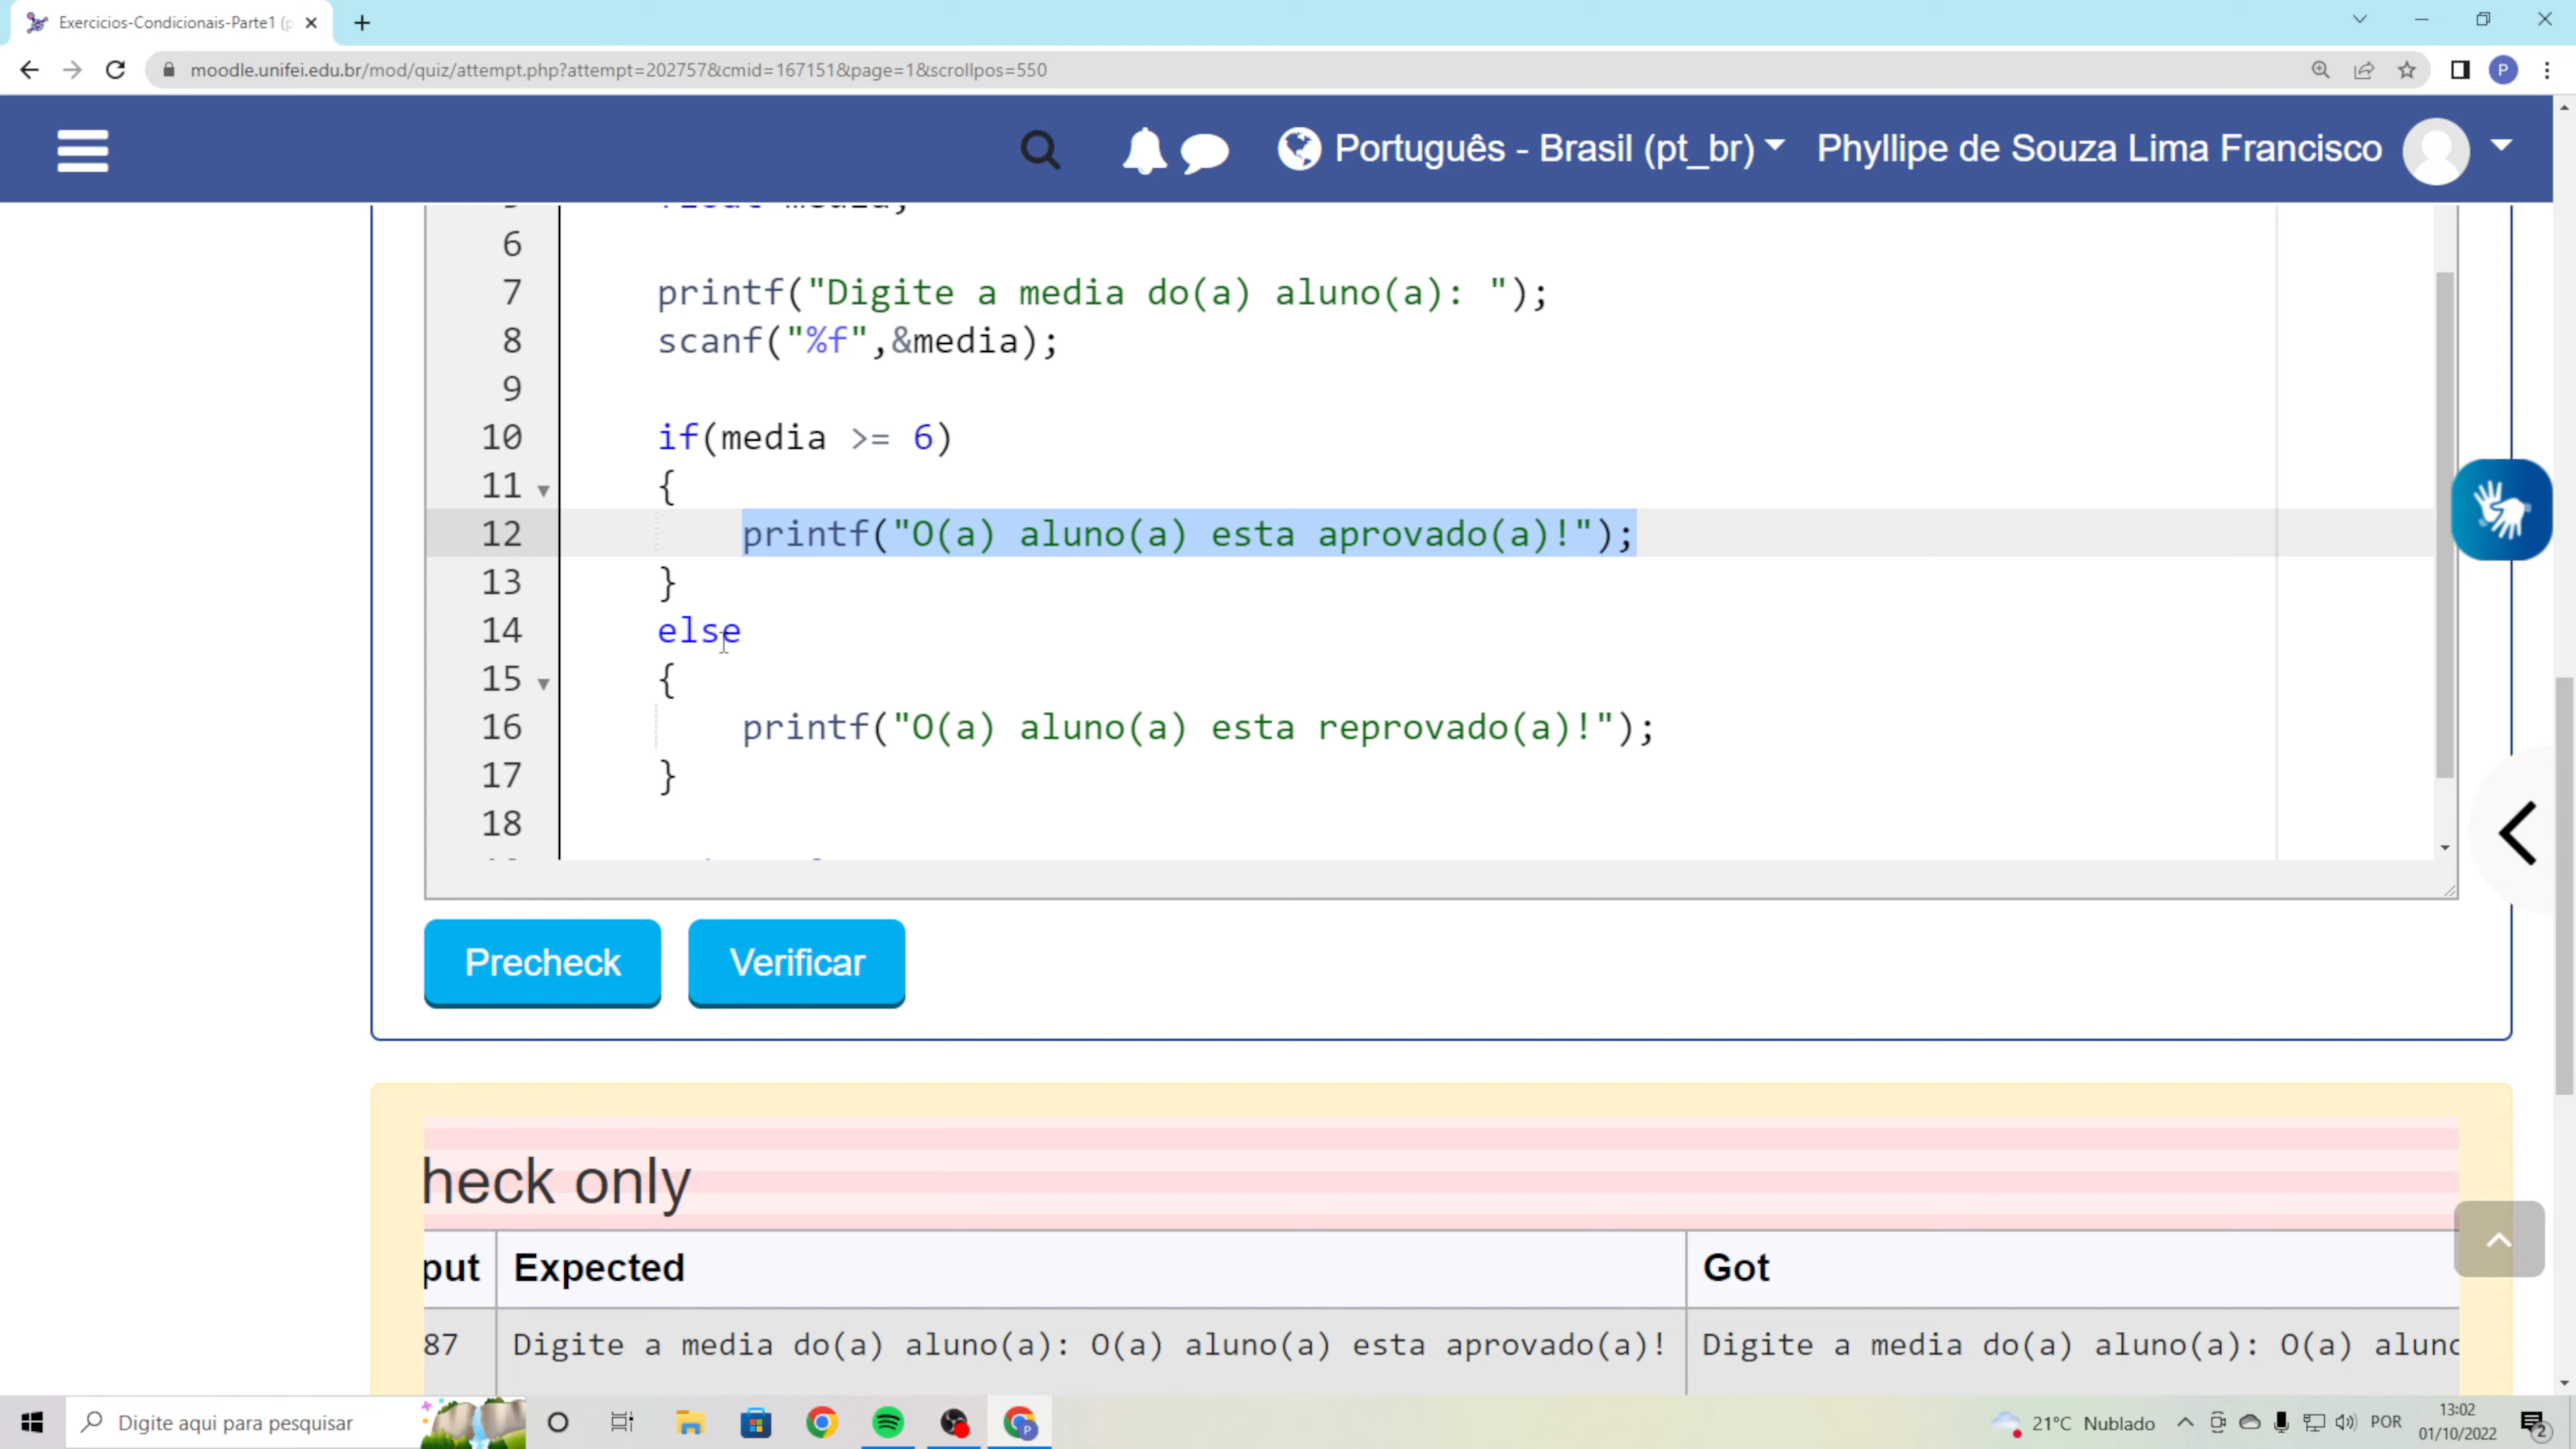 Exercicios-Condicionais-Parte1 (p
moodle.unifei.edu.br/mod/quiz/attempt.php?attempt=202757&cmid=167151&page=1&scrollpos=550
P
Português - Brasil (pt_br) Phyllipe de Souza Lima Francisco
float media;
6
7 printf("Digite a media do(a) aluno(a): ");
8 scanf("%f",&media);
9
10 if(media >= 6)
11 {
12 printf("O(a) aluno(a) esta aprovado(a)!");
13 }
14 else
15 {
16 printf("O(a) aluno(a) esta reprovado(a)!");
17 }
18
Precheck Verificar
heck only
put Expected Got
87 Digite a media do(a) aluno(a): O(a) aluno(a) esta aprovado(a)! Digite a media do(a) aluno(a): O(a) aluno
Digite aqui para pesquisar
21°C Nublado POR 13:02
01/10/2022 2